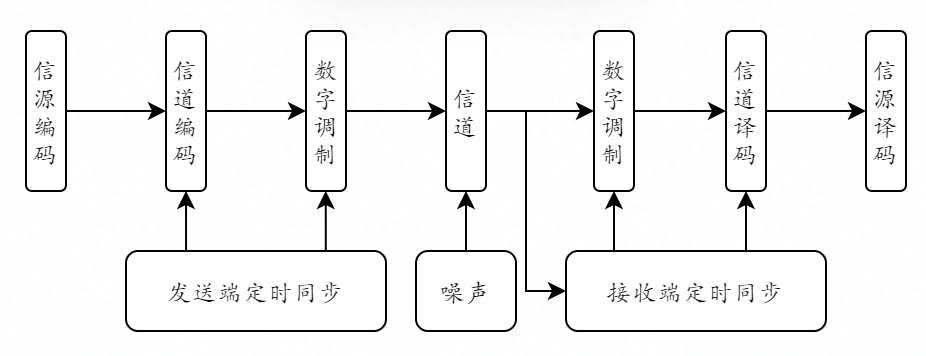 信源编码
信道编码
数字调制
信道
数字调制
信道译码
信源译码
发送端定时同步
噪声
接收端定时同步